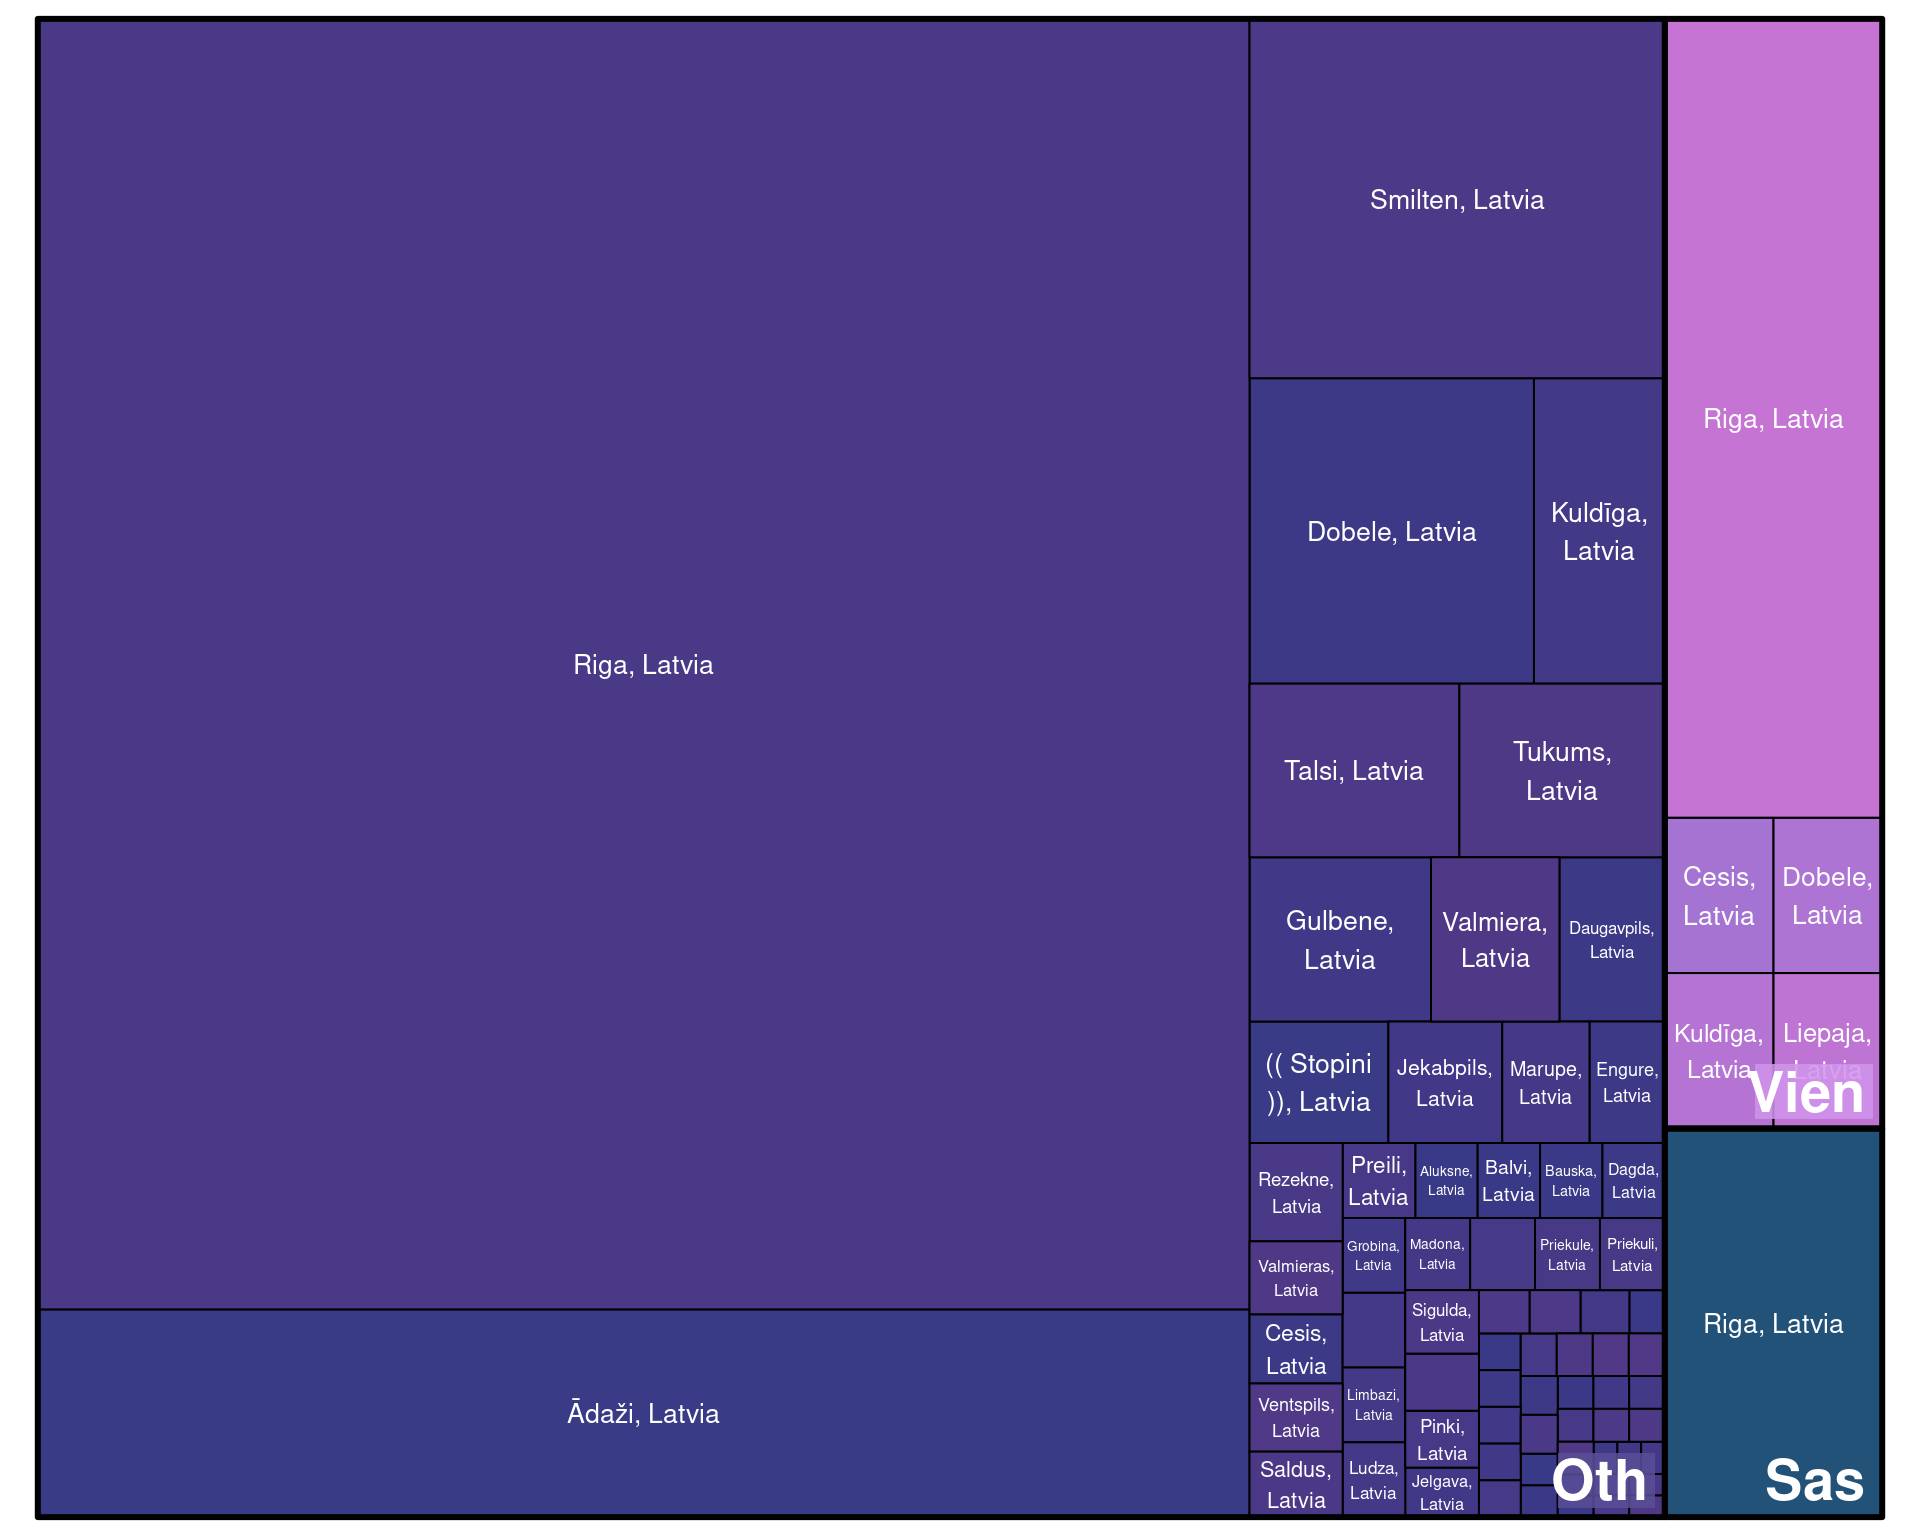 Riga, Latvia
Ādaži, Latvia
Smilten, Latvia
Dobele, Latvia
Kuldīga,
Latvia
Talsi, Latvia
Tukums,
Latvia
Gulbene,
Latvia
Valmiera,
Latvia
Daugavpils,
Latvia
(( Stopini
)), Latvia
Jekabpils,
Latvia
Marupe,
Latvia
Engure,
Latvia
Rezekne,
Latvia
Valmieras,
Latvia
Cesis,
Latvia
Ventspils,
Latvia
Saldus,
Latvia
Preili,
Latvia
Aluksne,
Latvia
Balvi,
Latvia
Bauska,
Latvia
Dagda,
Latvia
Grobina,
Latvia
Madona,
Latvia
Priekule,
Latvia
Priekuli,
Latvia
Limbazi,
Latvia
Ludza,
Latvia
Sigulda,
Latvia
Pinki,
Latvia
Jelgava,
Latvia
Oth
Riga, Latvia
Cesis,
Latvia
Dobele,
Latvia
Kuldīga,
Latvia
Liepaja,
Latvia
Vien
Riga, Latvia
Sas